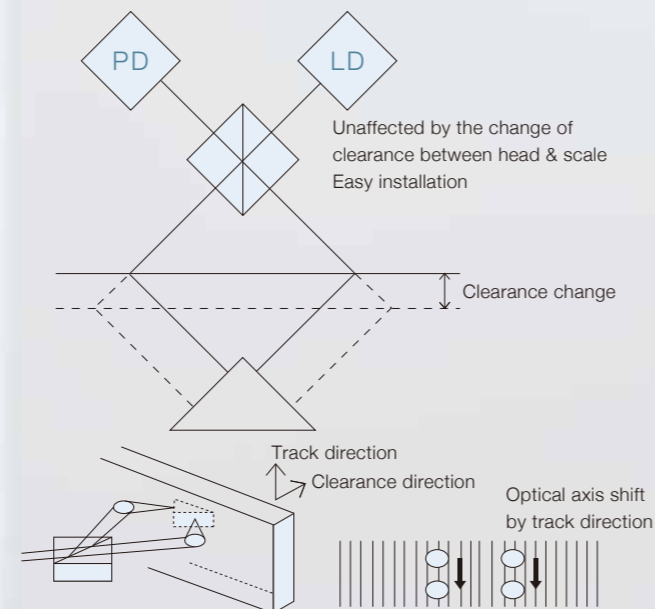 PD
LD
Unaffected by the change of
clearance between head & scale
Easy installation
Clearance change
Track direction
Clearance direction
Optical axis shift
by track direction